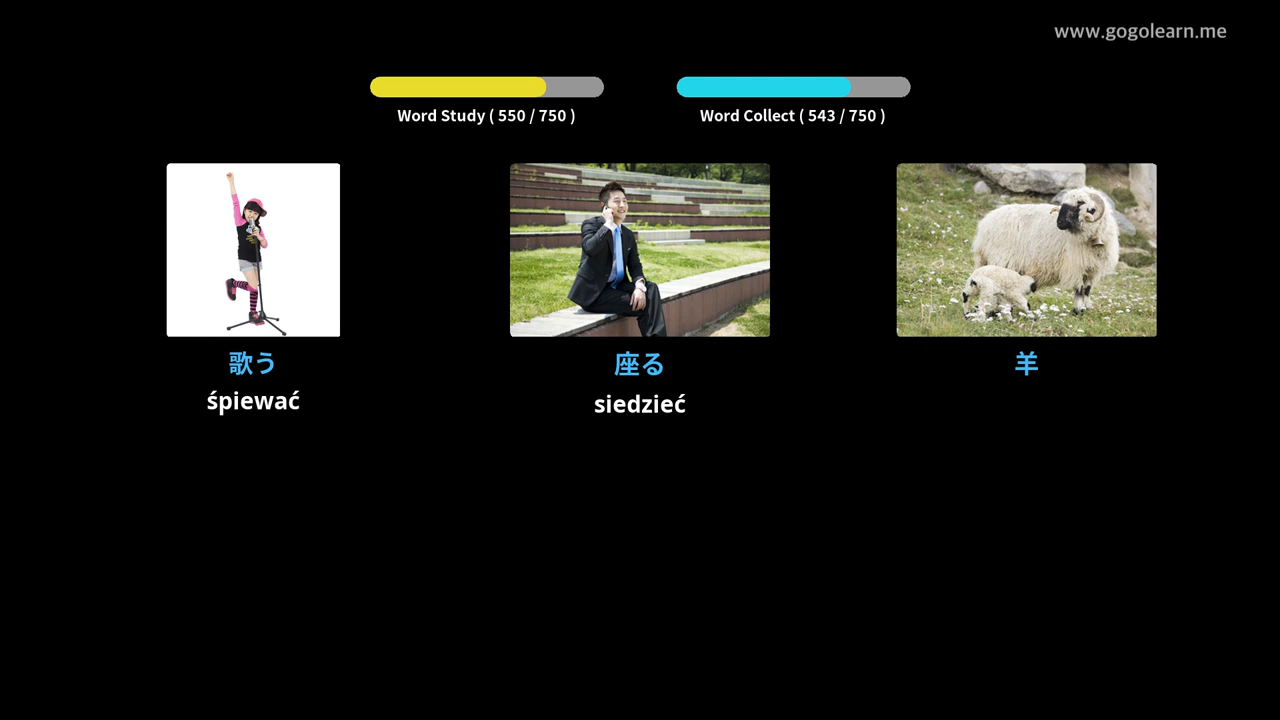 www.gogolearn.me
Word Study ( 550 / 750 )
Word Collect ( 543 / 750 )
歌う
śpiewać
座る
siedzieć
羊